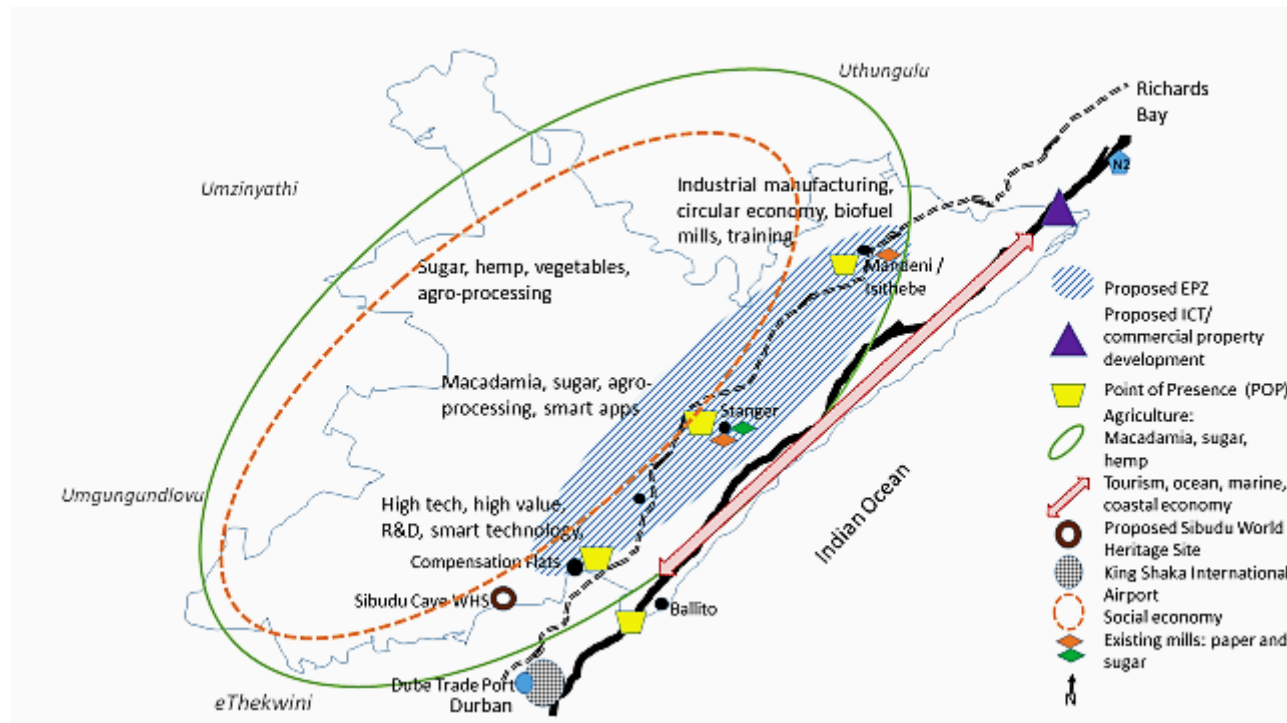 Uthungulu
Richards
Bay
N2
Umzinyathi
Industrial manufacturing,
circular economy, biofuel
mills, training
Sugar, hemp, vegetables,
agro-processing
Mandeni /
Isithebe
Macadamia, sugar, agro-
processing, smart apps
Stanger
Umgungundlovu
High tech, high value,
R&D, smart technology,
Compensation Flats
Sibudu Cave WHS
Ballito
Indian Ocean
Dube Trade Port
Durban
eThekwini
Proposed EPZ
Proposed ICT/
commercial property
development
Point of Presence (POP)
Agriculture:
Macadamia, sugar,
hemp
Tourism, ocean, marine,
coastal economy
Proposed Sibudu World
Heritage Site
King Shaka International
Airport
Social economy
Existing mills: paper and
sugar
N